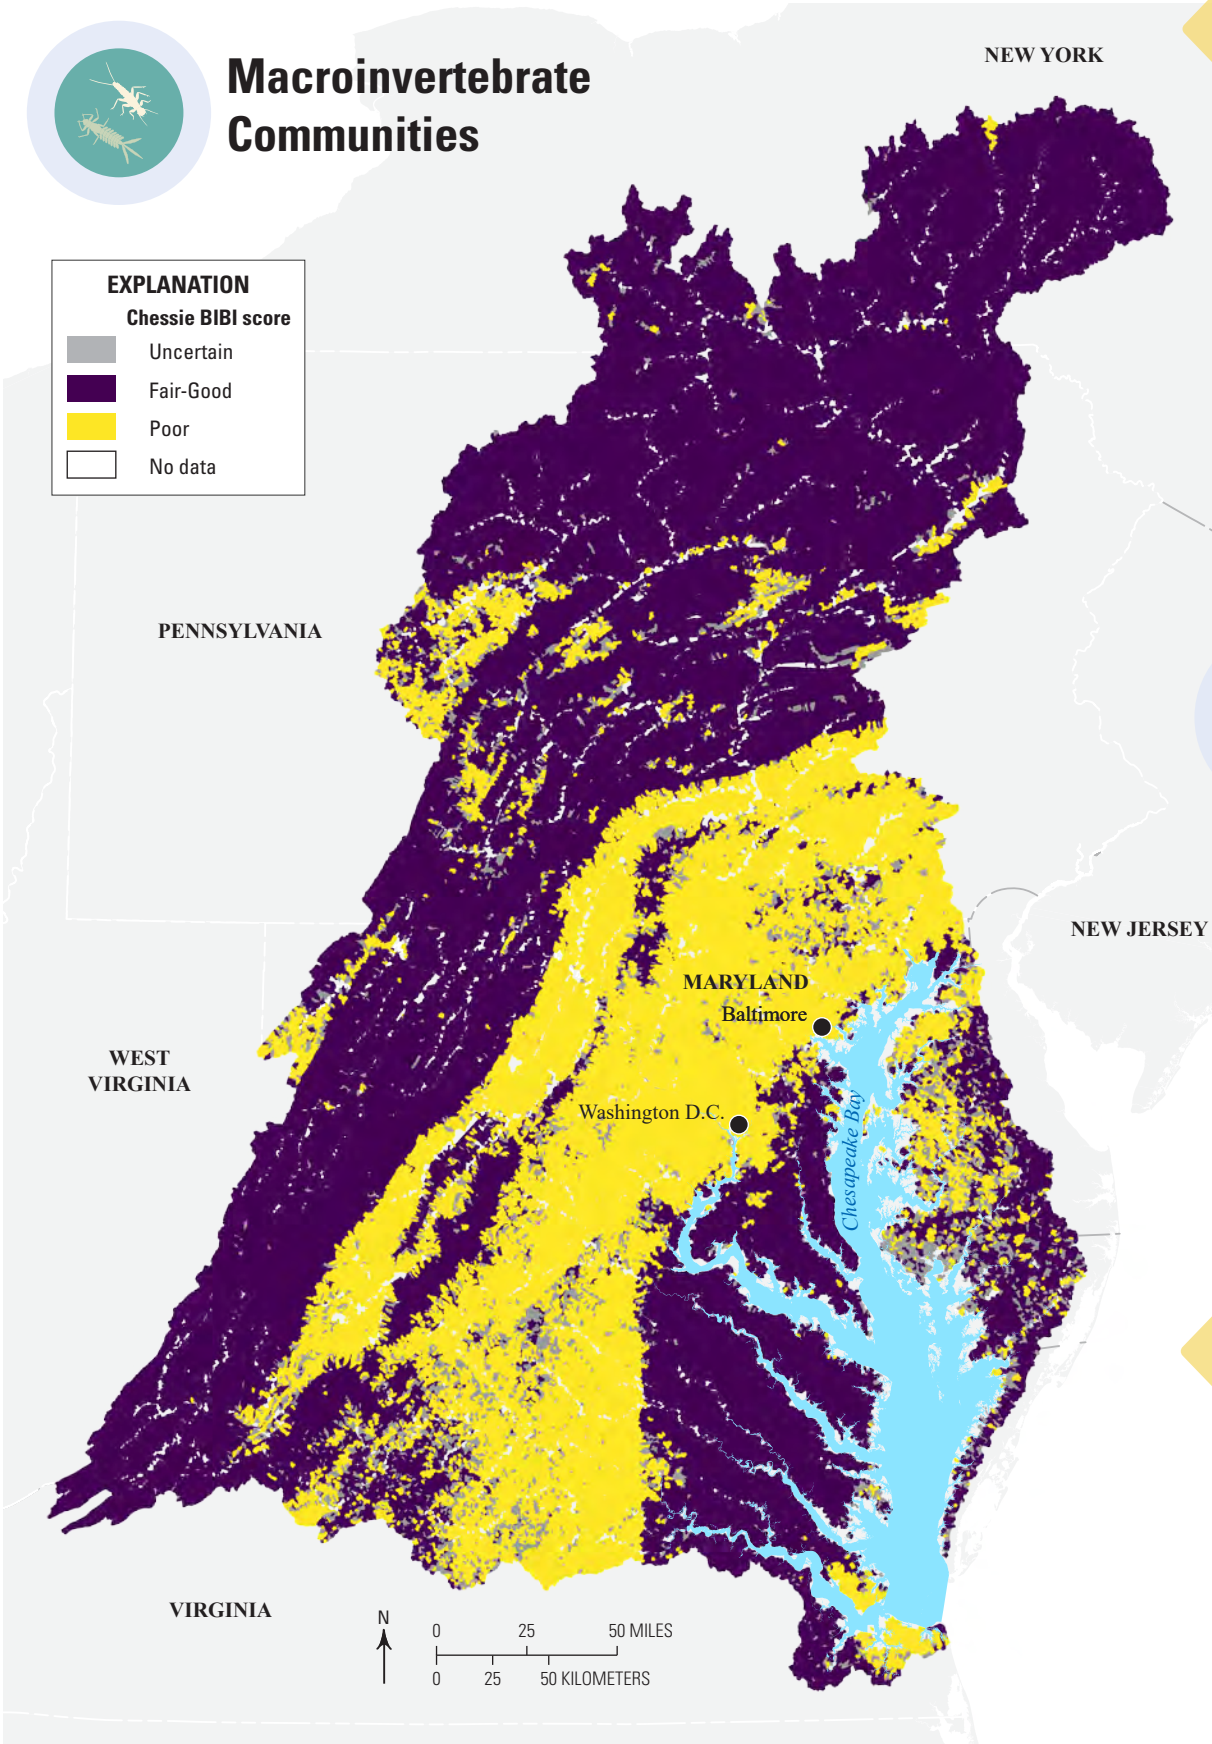 Macroinvertebrate
Communities
NEW YORK
EXPLANATION
Chessie BIBI score
Uncertain
Fair-Good
Poor
No data
PENNSYLVANIA
NEW JERSEY
MARYLAND
Baltimore
WEST
VIRGINIA
Washington D.C.
Chesapeake Bay
VIRGINIA
N
0 25 50 MILES
0 25 50 KILOMETERS